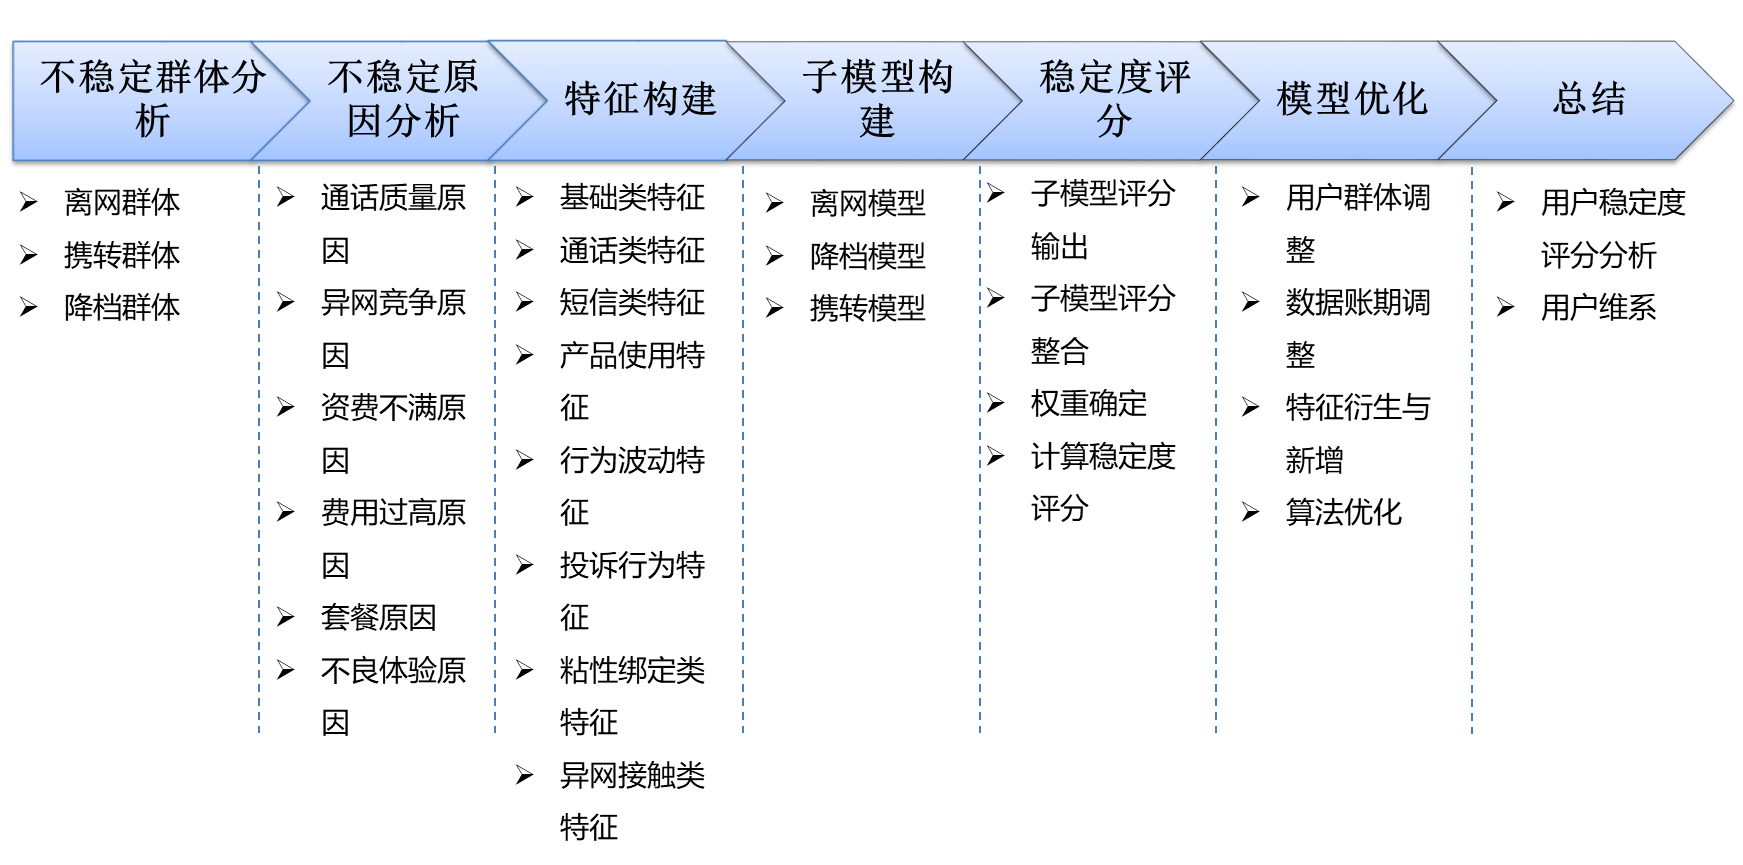 不稳定群体分
析
不稳定原
因分析
特征构建
子模型构
建
稳定度评
分
模型优化
总结
离网群体
携转群体
降档群体
通话质量原
因
异网竞争原
因
资费不满原
因
费用过高原
因
套餐原因
不良体验原
因
基础类特征
通话类特征
短信类特征
产品使用特
征
行为波动特
征
投诉行为特
征
粘性绑定类
特征
异网接触类
特征
离网模型
降档模型
携转模型
子模型评分
输出
子模型评分
整合
权重确定
计算稳定度
评分
用户群体调
整
数据账期调
整
特征衍生与
新增
算法优化
用户稳定度
评分分析
用户维系